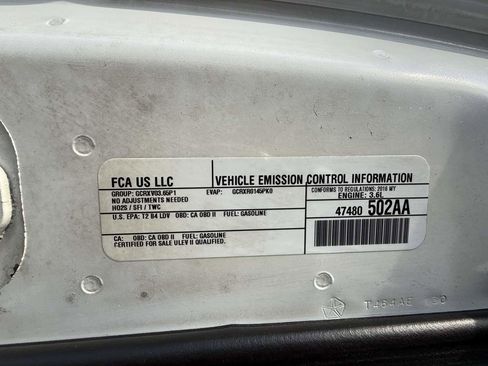 FCA US LLC
VEHICLE EMISSION CONTROL INFORMATION
GROUP: GCRXV03.65P1 EVAP: GCRXR0145PK0
NO ADJUSTMENTS NEEDED
HO2S / SFI / TWC
CONFORMS TO REGULATIONS: 2016 MY
ENGINE: 3.6L
U.S. EPA: T2 B4 LDV OBD: CA OBD II FUEL: GASOLINE
47480 502AA
CA: OBD: CA OBD II FUEL: GASOLINE
CERTIFIED FOR SALE ULEV II QUALIFIED.